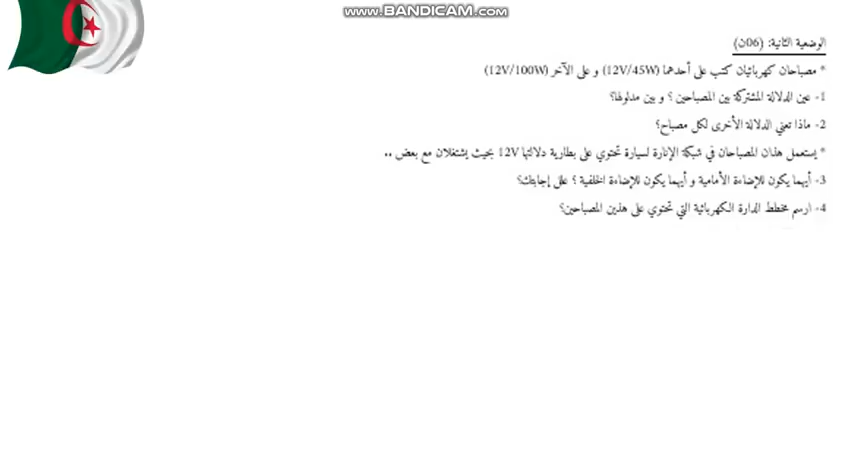 www.BANDICAM.com
الوضعية الثانية: (06ن)
* مصباحان كهربائيان كتب على أحدهما (12V/45W) و على الآخر (12V/100W)
1- عين الدلالة المشتركة بين المصباحين ؟ و بين مدلولها؟
2- ماذا تعني الدلالة الأخرى لكل مصباح؟
* يستعمل هذان المصباحان في شبكة الإنارة لسيارة تحتوي على بطارية دلالتها 12V بحيث يشتغلان مع بعض ..
3- أيهما يكون للإضاءة الأمامية و أيهما يكون للإضاءة الخلفية ؟ علل إجابتك؟
4- ارسم مخطط الدارة الكهربائية التي تحتوي على هذين المصباحين؟